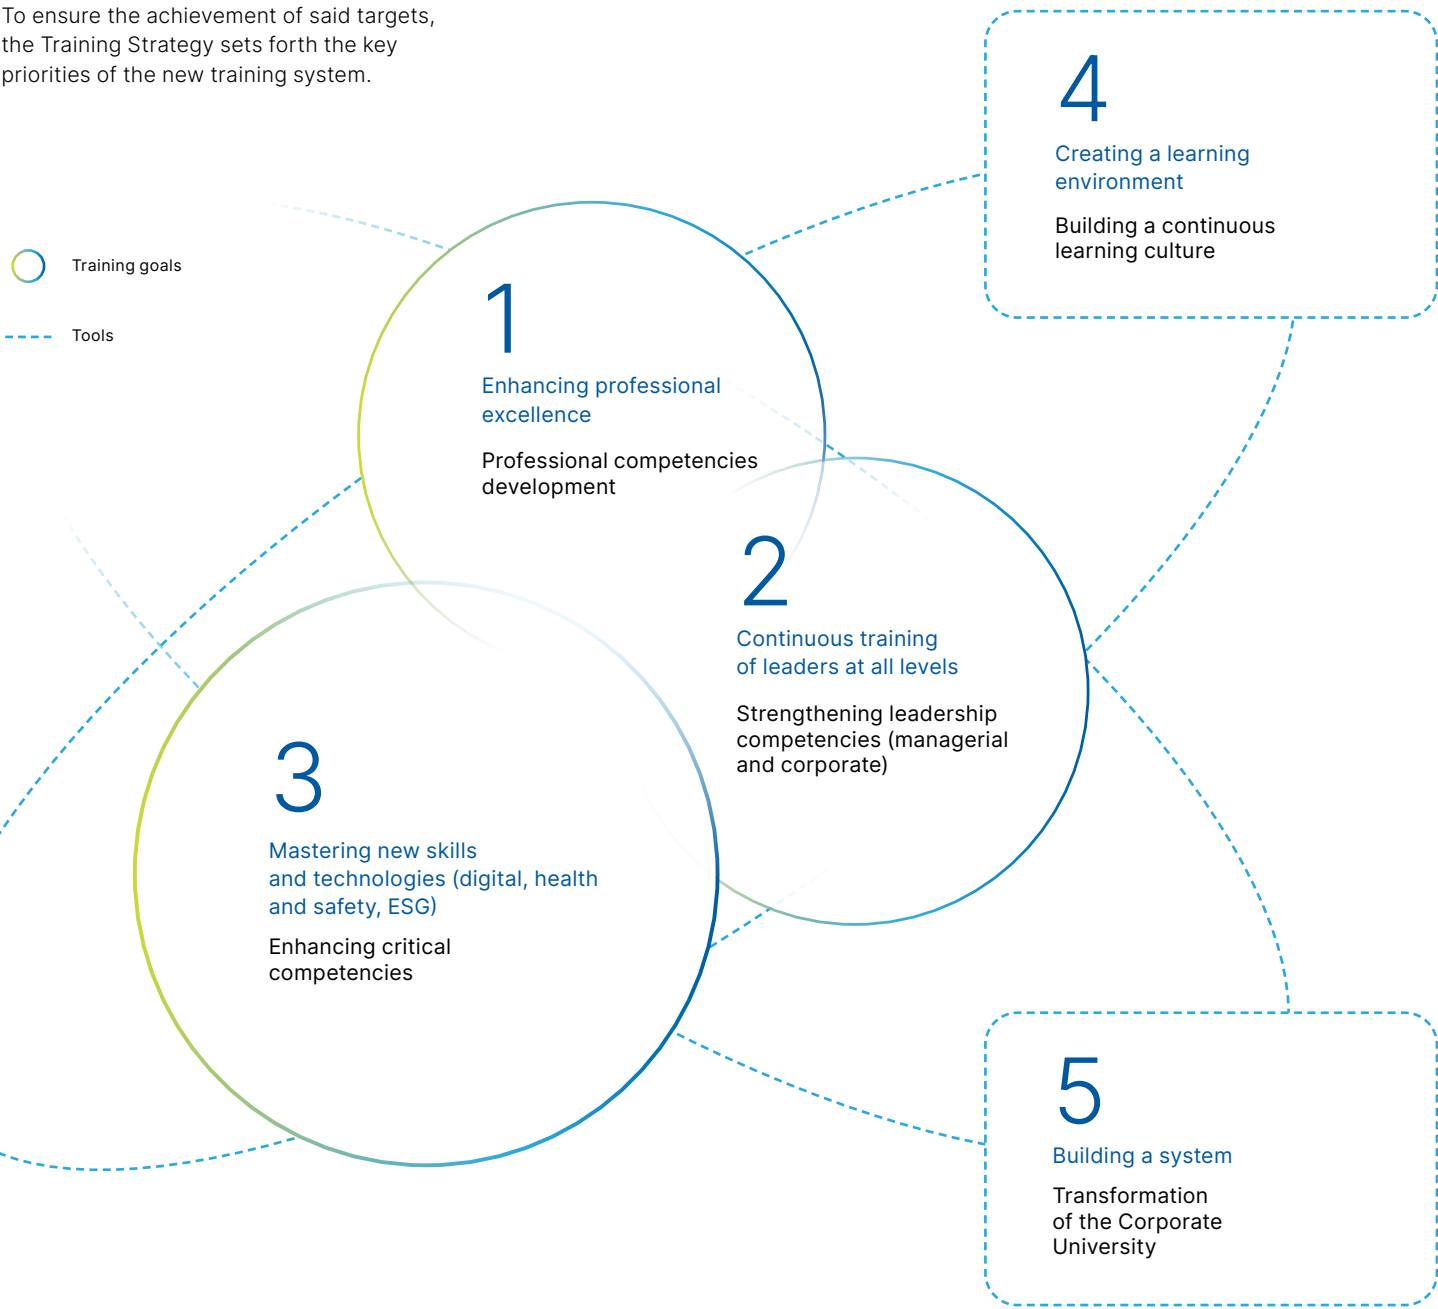 To ensure the achievement of said targets,
the Training Strategy sets forth the key
priorities of the new training system.
Training goals
Tools
1
Enhancing professional
excellence
Professional competencies
development
2
Continuous training
of leaders at all levels
Strengthening leadership
competencies (managerial
and corporate)
3
Mastering new skills
and technologies (digital, health
and safety, ESG)
Enhancing critical
competencies
4
Creating a learning
environment
Building a continuous
learning culture
5
Building a system
Transformation
of the Corporate
University